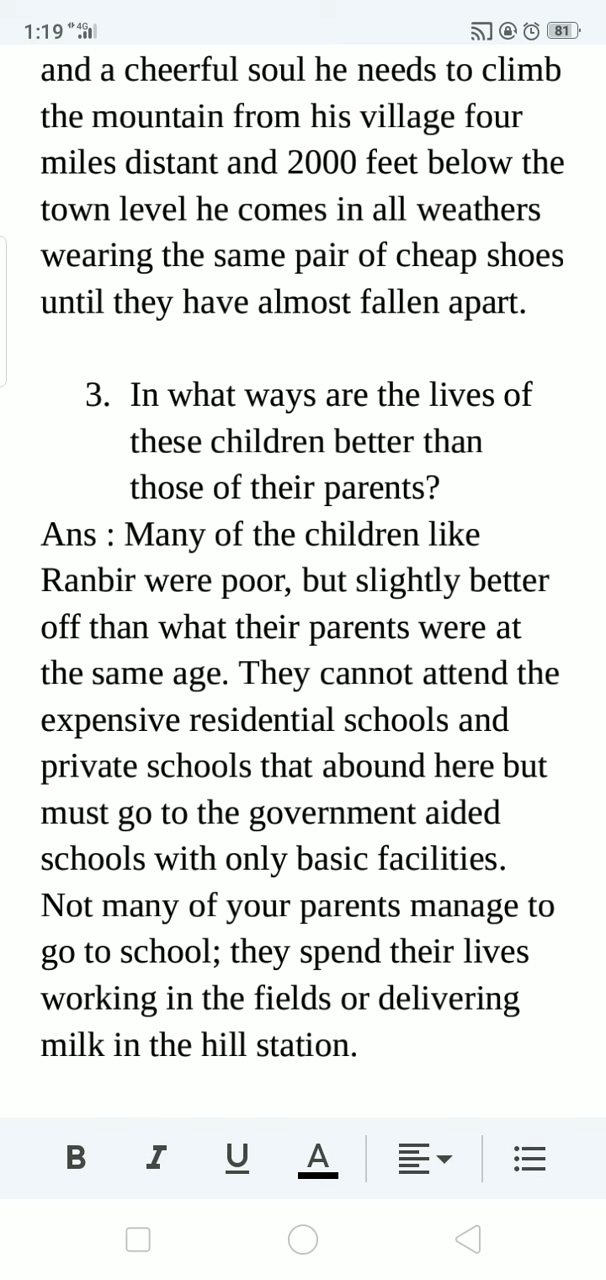 1:19 4G 81
and a cheerful soul he needs to climb
the mountain from his village four
miles distant and 2000 feet below the
town level he comes in all weathers
wearing the same pair of cheap shoes
until they have almost fallen apart.
3. In what ways are the lives of
these children better than
those of their parents?
Ans : Many of the children like
Ranbir were poor, but slightly better
off than what their parents were at
the same age. They cannot attend the
expensive residential schools and
private schools that abound here but
must go to the government aided
schools with only basic facilities.
Not many of your parents manage to
go to school; they spend their lives
working in the fields or delivering
milk in the hill station.
B I U A